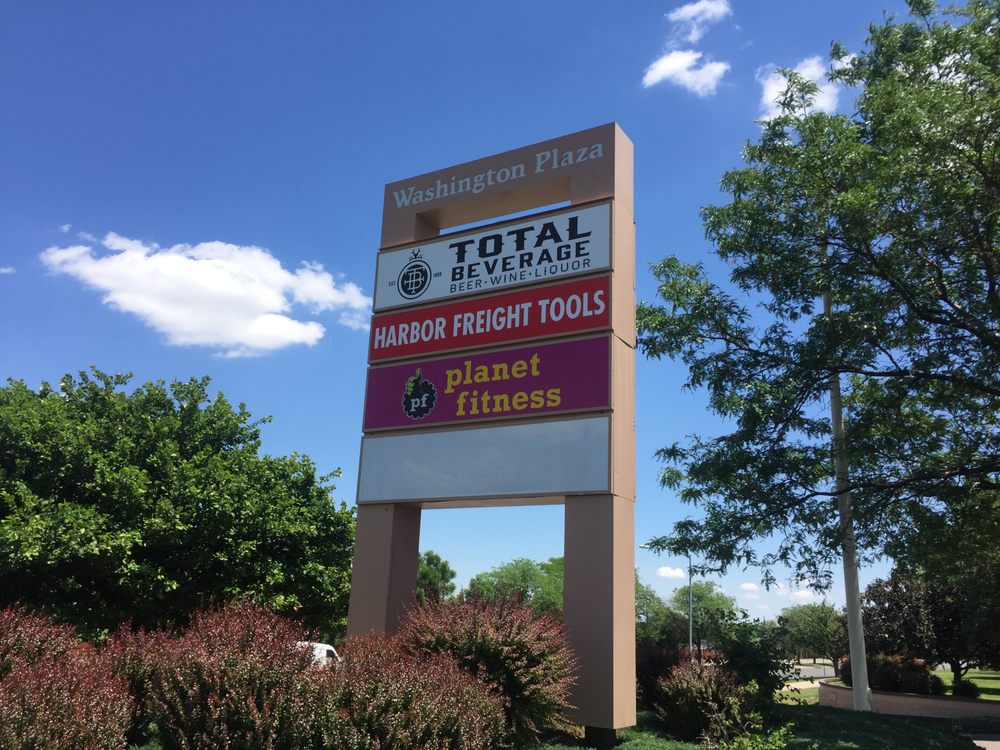 Washington Plaza
TOTAL
BEVERAGE
BEER·WINE·LIQUOR
HARBOR FREIGHT TOOLS
planet
fitness
pf